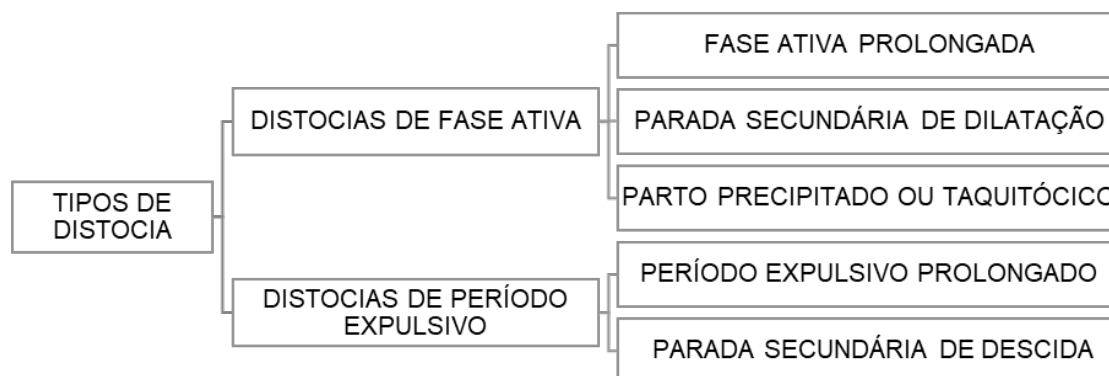 TIPOS DE
DISTOCIA
DISTOCIAS DE FASE ATIVA
FASE ATIVA PROLONGADA
PARADA SECUNDÁRIA DE DILATAÇÃO
PARTO PRECIPITADO OU TAQUITÓCICO
DISTOCIAS DE PERÍODO
EXPULSIVO
PERÍODO EXPULSIVO PROLONGADO
PARADA SECUNDÁRIA DE DESCIDA